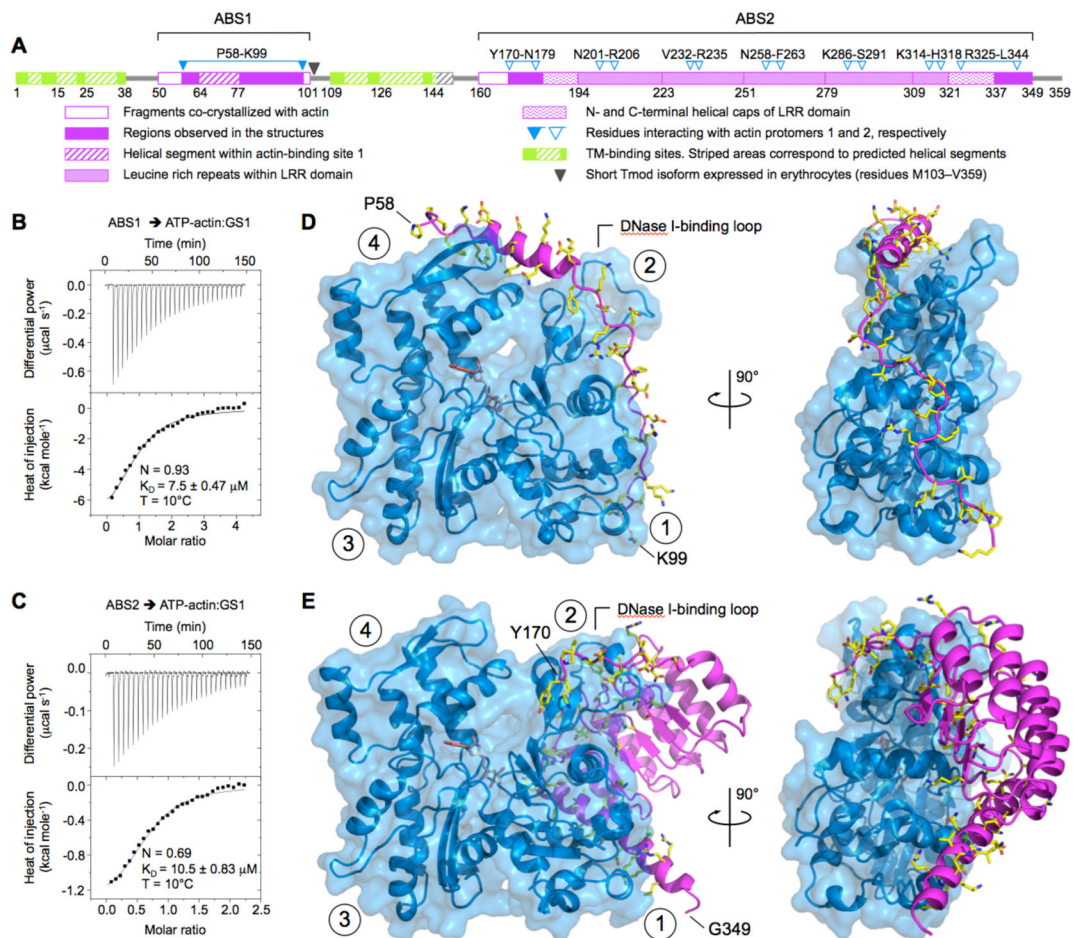 ABS1 ABS2
A
P58-K99 Y170-N179 N201-R206 V232-R235 N258-F263 K286-S291 K314-H318 R325-L344
1 15 25 38 50 64 77 101 109 126 144 160 194 223 251 279 309 321 337 349 359
Fragments co-crystallized with actin
Regions observed in the structures
Helical segment within actin-binding site 1
Leucine rich repeats within LRR domain
N- and C-terminal helical caps of LRR domain
Residues interacting with actin protomers 1 and 2, respectively
TM-binding sites. Striped areas correspond to predicted helical segments
Short Tmod isoform expressed in erythrocytes (residues M103–V359)
B
ABS1 ➔ ATP-actin:GS1
Time (min)
0 50 100 150
Differential power
(μcal s⁻¹)
0.0
-0.2
-0.4
-0.6
Heat of injection
(kcal mole⁻¹)
0
-2
-4
-6
N = 0.93
K_D = 7.5 ± 0.47 μM
T = 10°C
0 1 2 3 4
Molar ratio
D
P58
DNase I-binding loop
4
2
3
1
K99
90°
C
ABS2 ➔ ATP-actin:GS1
Time (min)
0 20 40 60 80 100 120 140
Differential power
(μcal s⁻¹)
0.0
-0.1
-0.2
Heat of injection
(kcal mole⁻¹)
0.0
-0.4
-0.8
-1.2
N = 0.69
K_D = 10.5 ± 0.83 μM
T = 10°C
0.0 0.5 1.0 1.5 2.0 2.5
Molar ratio
E
DNase I-binding loop
4
2
Y170
3
1
G349
90°